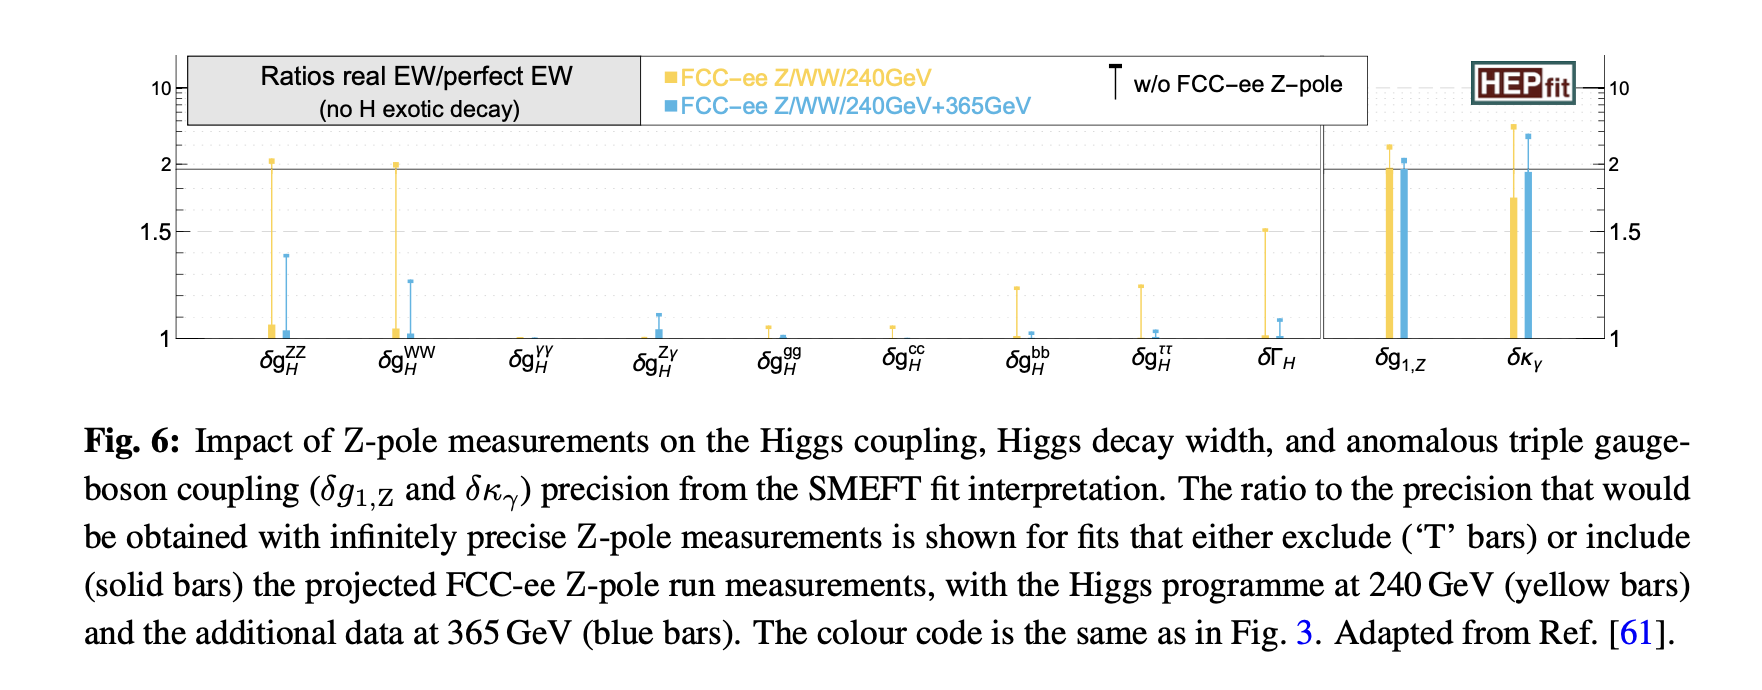 Ratios real EW/perfect EW
(no H exotic decay)
FCC−ee Z/WW/240GeV
FCC−ee Z/WW/240GeV+365GeV
w/o FCC−ee Z−pole
HEPfit
10
2
1.5
1
10
2
1.5
1
δg_H^ZZ
δg_H^WW
δg_H^γγ
δg_H^Zγ
δg_H^gg
δg_H^cc
δg_H^bb
δg_H^ττ
δΓ_H
δg_1,Z
δκ_γ
Fig. 6: Impact of Z-pole measurements on the Higgs coupling, Higgs decay width, and anomalous triple gauge-
boson coupling (δg_1,Z and δκ_γ) precision from the SMEFT fit interpretation. The ratio to the precision that would
be obtained with infinitely precise Z-pole measurements is shown for fits that either exclude (‘T’ bars) or include
(solid bars) the projected FCC-ee Z-pole run measurements, with the Higgs programme at 240 GeV (yellow bars)
and the additional data at 365 GeV (blue bars). The colour code is the same as in Fig. 3. Adapted from Ref. [61].